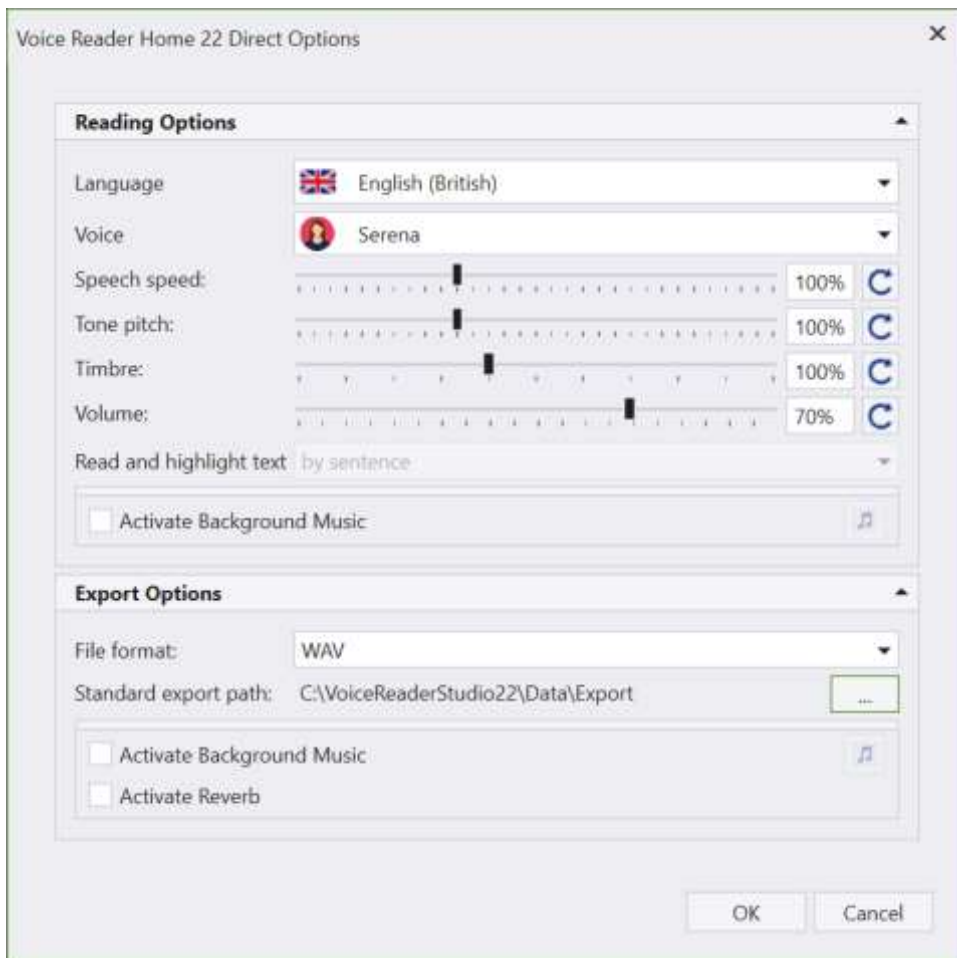 Voice Reader Home 22 Direct Options
Reading Options
Language English (British)
Voice Serena
Speech speed: 100%
Tone pitch: 100%
Timbre: 100%
Volume: 70%
Read and highlight text by sentence
Activate Background Music
Export Options
File format: WAV
Standard export path: C:\VoiceReaderStudio22\Data\Export ...
Activate Background Music
Activate Reverb
OK Cancel